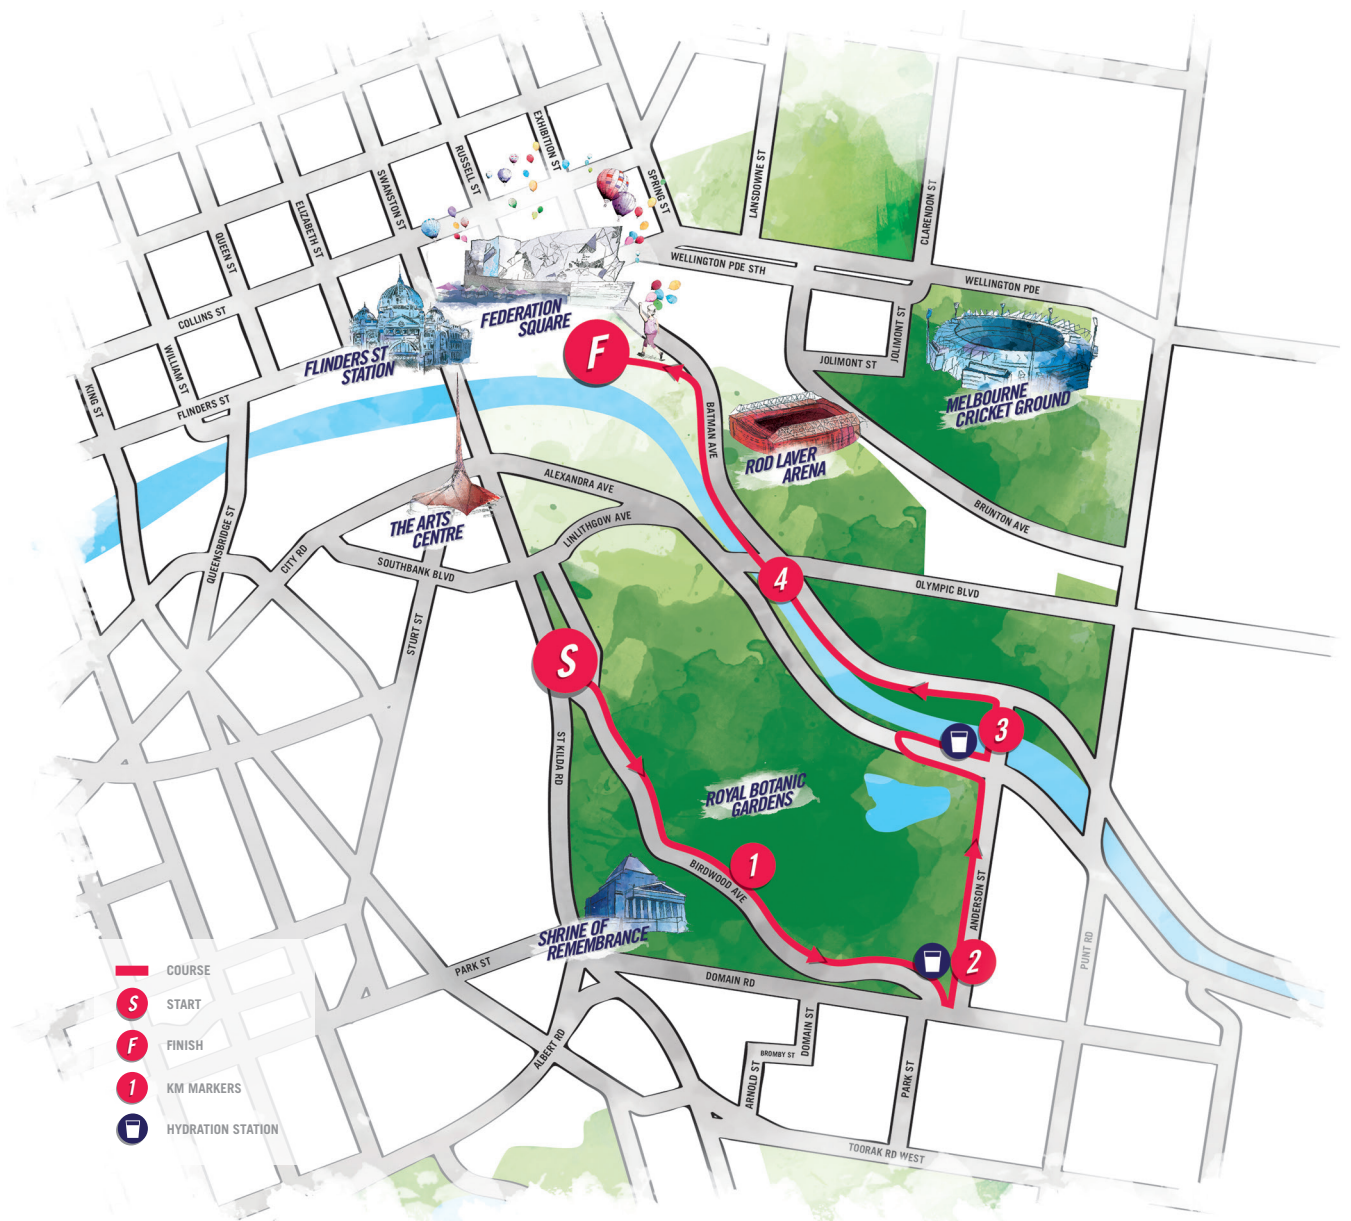 EXHIBITION ST
RUSSELL ST
SPRING ST
LANSDOWNE ST
CLARENDON ST
SWANSTON ST
ELIZABETH ST
QUEEN ST
WELLINGTON PDE STH
WELLINGTON PDE
COLLINS ST
FEDERATION
SQUARE
JOLIMONT ST
JOLIMONT ST
WILLIAM ST
FLINDERS ST
STATION
F
KING ST
FLINDERS ST
MELBOURNE
CRICKET GROUND
BATMAN AVE
ROD LAVER
ARENA
ALEXANDRA AVE
BRUNTON AVE
THE ARTS
CENTRE
LINLITHGOW AVE
QUEENSBRIDGE ST
CITY RD
SOUTHBANK BLVD
4
OLYMPIC BLVD
STURT ST
S
3
ST KILDA RD
ROYAL BOTANIC
GARDENS
1
BIRDWOOD AVE
ANDERSON ST
SHRINE OF
REMEMBRANCE
PUNT RD
2
PARK ST
DOMAIN RD
COURSE
S
START
F
FINISH
1
KM MARKERS
HYDRATION STATION
ALBERT RD
DOMAIN ST
BROMBY ST
ARNOLD ST
PARK ST
TOORAK RD WEST